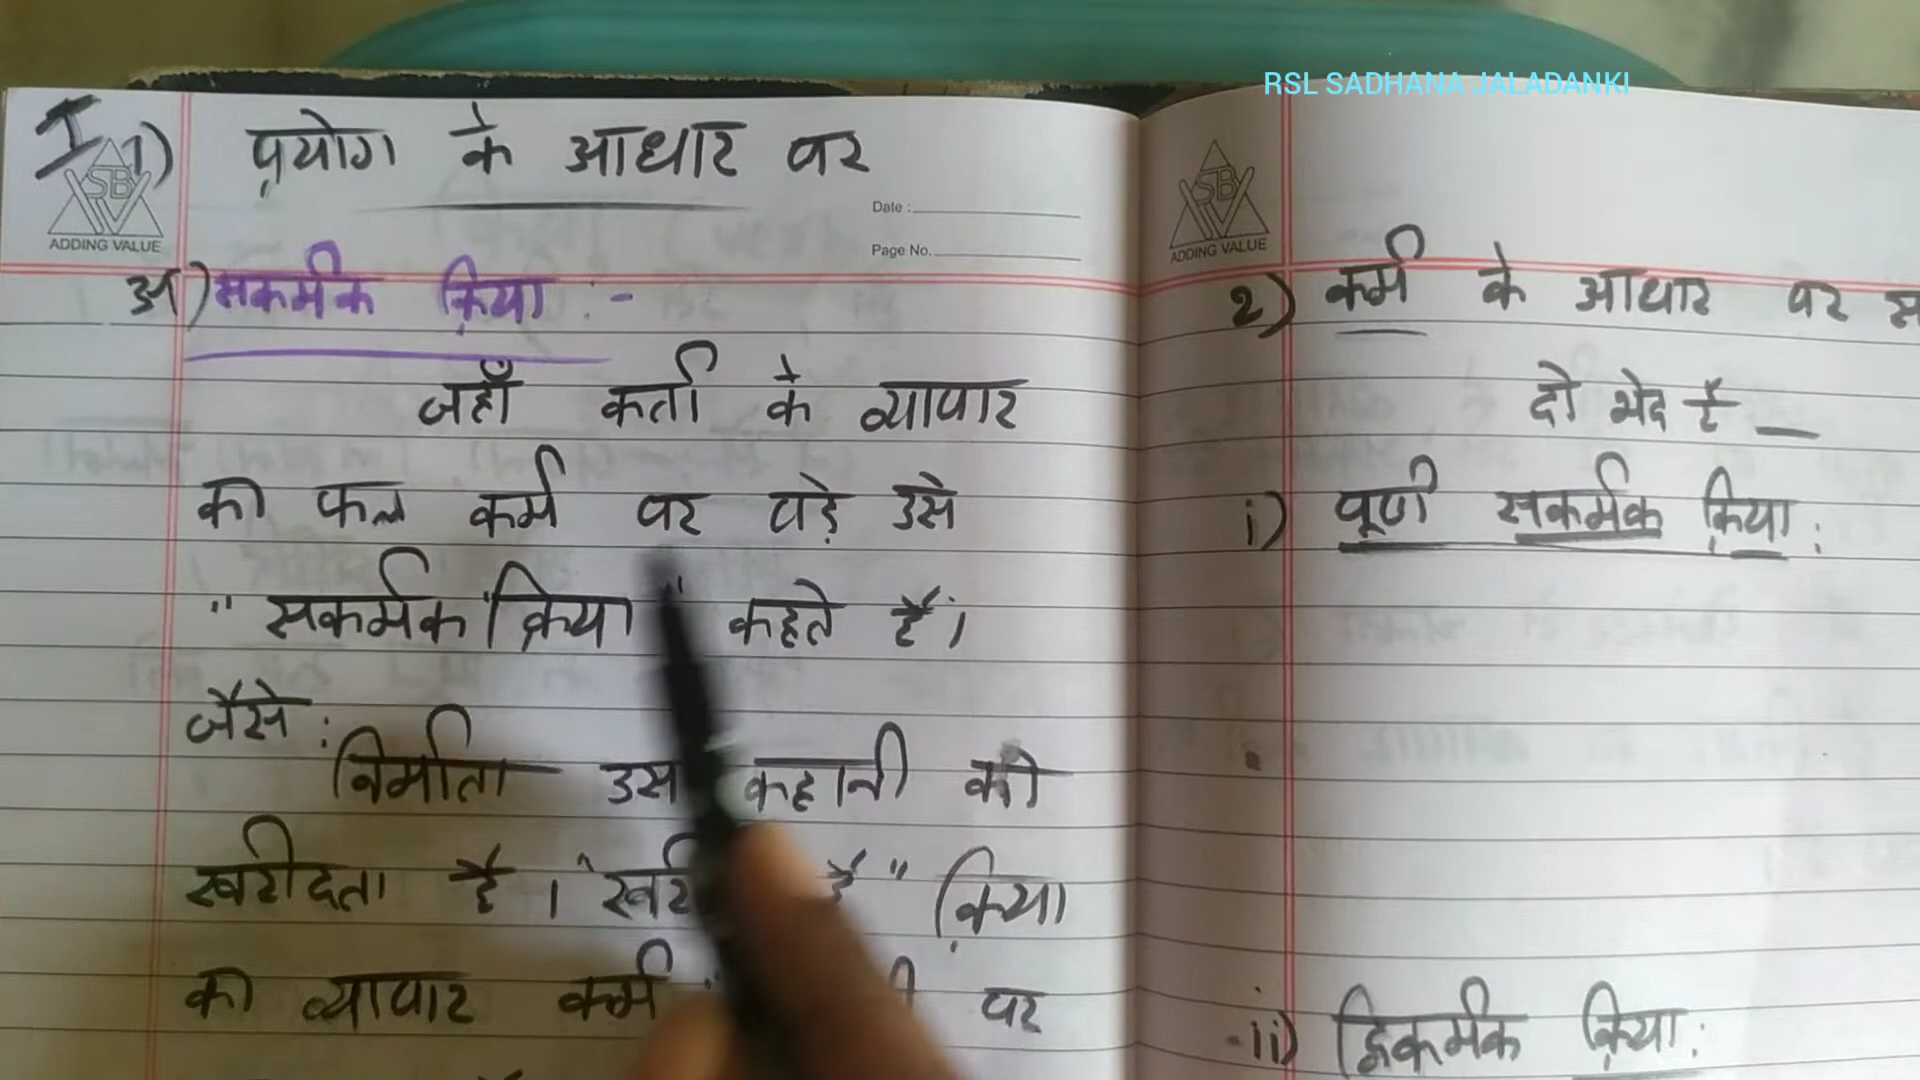 RSL SADHANA JALADANKI
I 1) प्रयोग के आधार पर
SBV
ADDING VALUE
Date :
Page No.
अ) सकर्मक क्रिया :-
जहाँ कर्ता के व्यापार
का फल कर्म पर पड़े उसे
"सकर्मक क्रिया" कहते हैं।
जैसे :
निर्माता उस कहानी को
खरीदता है । "है" क्रिया
का व्यापार कर्म पर
ADDING VALUE
2) कर्म के आधार पर
दो भेद हैं —
i) पूर्ण सकर्मक क्रिया :
ii) द्विकर्मक क्रिया :